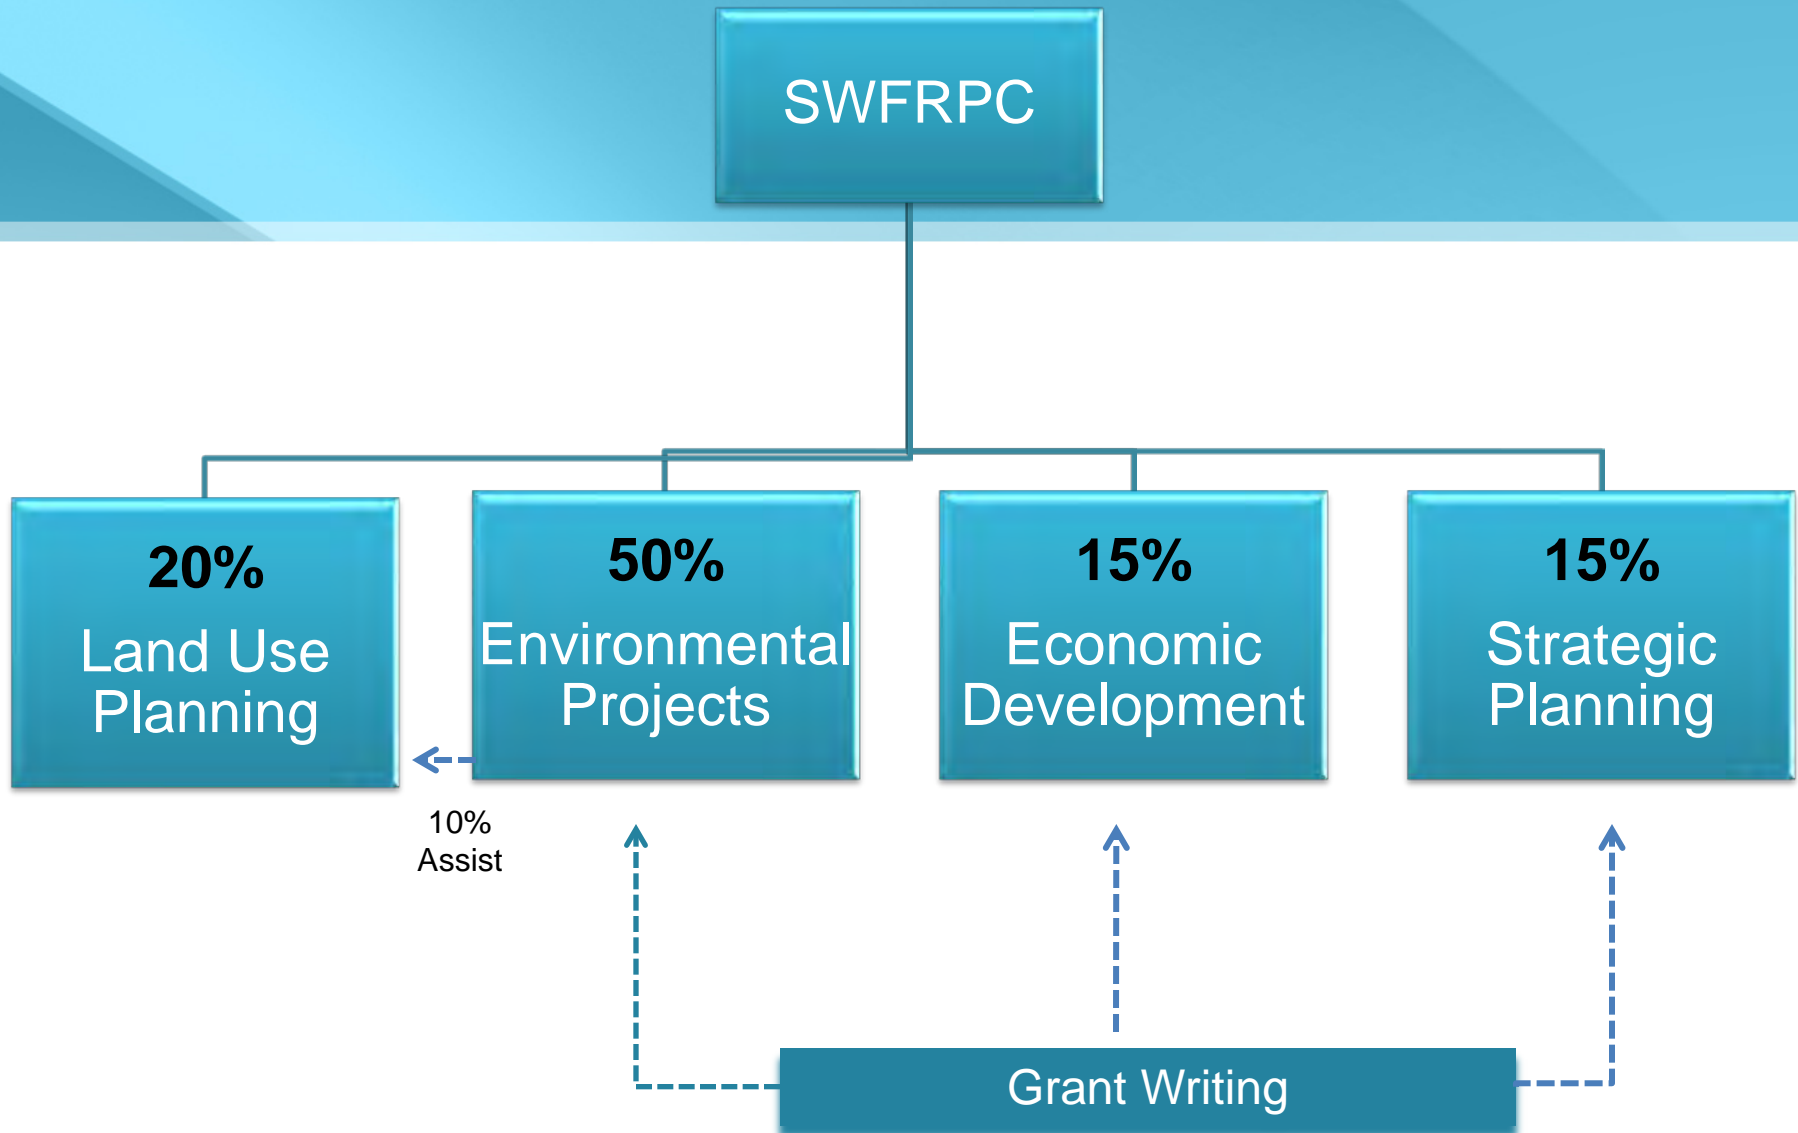 SWFRPC
20%
Land Use
Planning
50%
Environmental
Projects
15%
Economic
Development
15%
Strategic
Planning
10%
Assist
Grant Writing